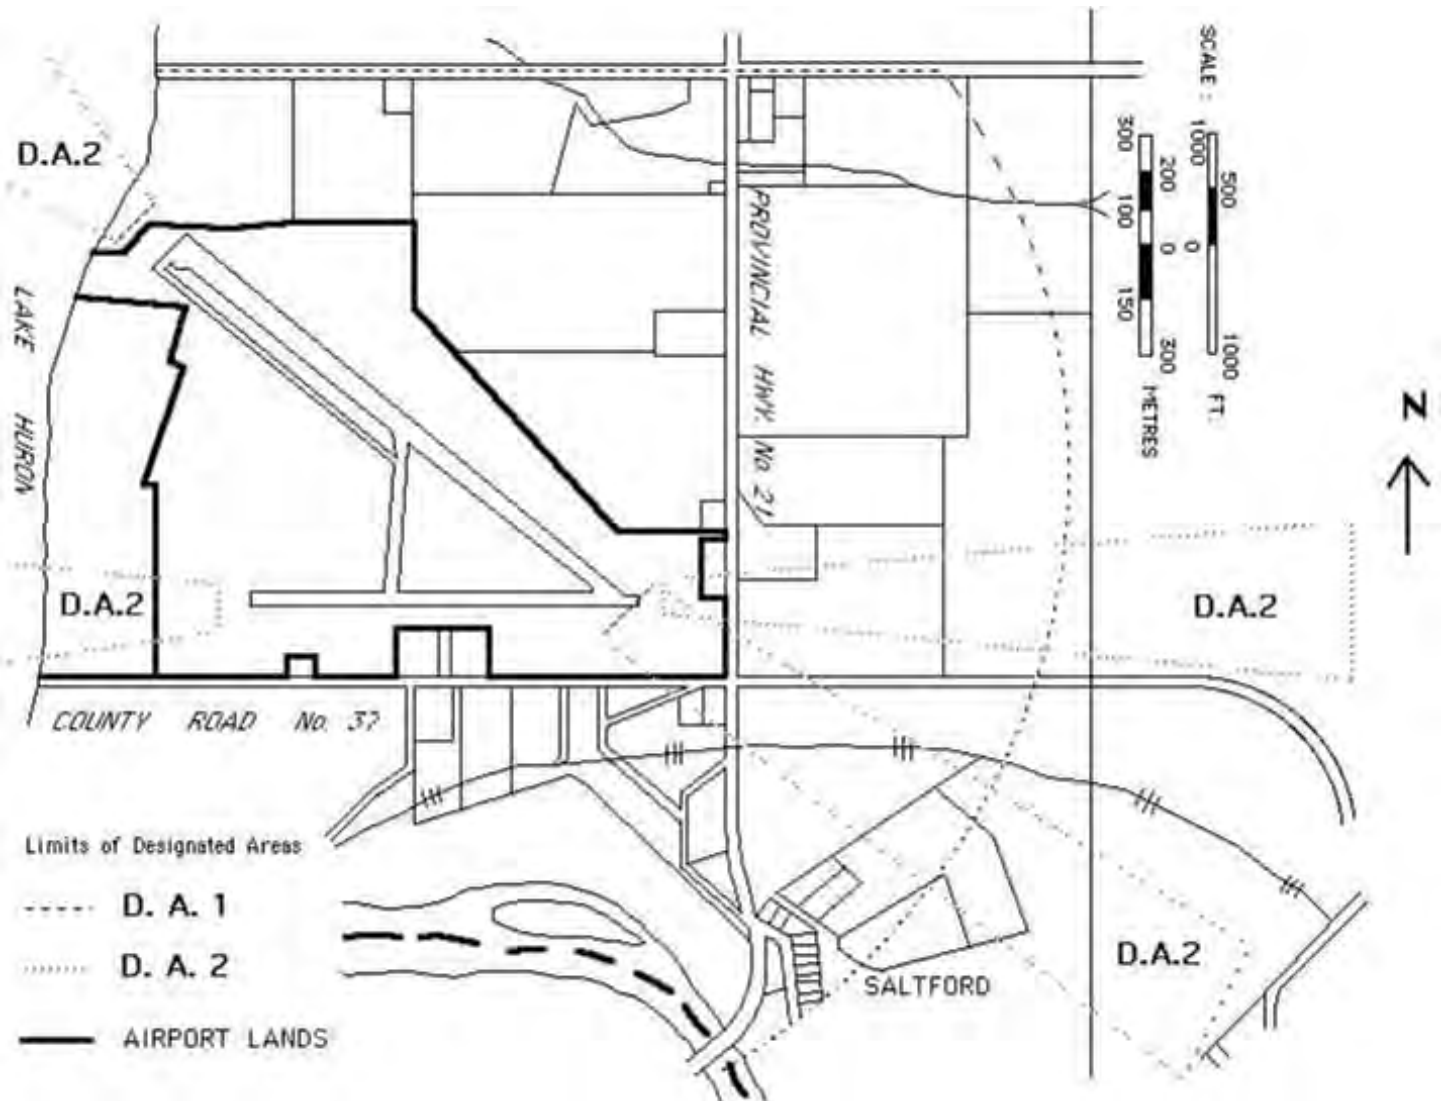 D.A.2
LAKE HURON
PROVINCIAL HWY. No. 21
SCALE :
1000 500 0 1000 FT.
300 200 100 0 150 300 METRES
N
D.A.2
D.A.2
COUNTY ROAD No. 37
D.A.2
SALTFORD
Limits of Designated Areas
D. A. 1
D. A. 2
AIRPORT LANDS